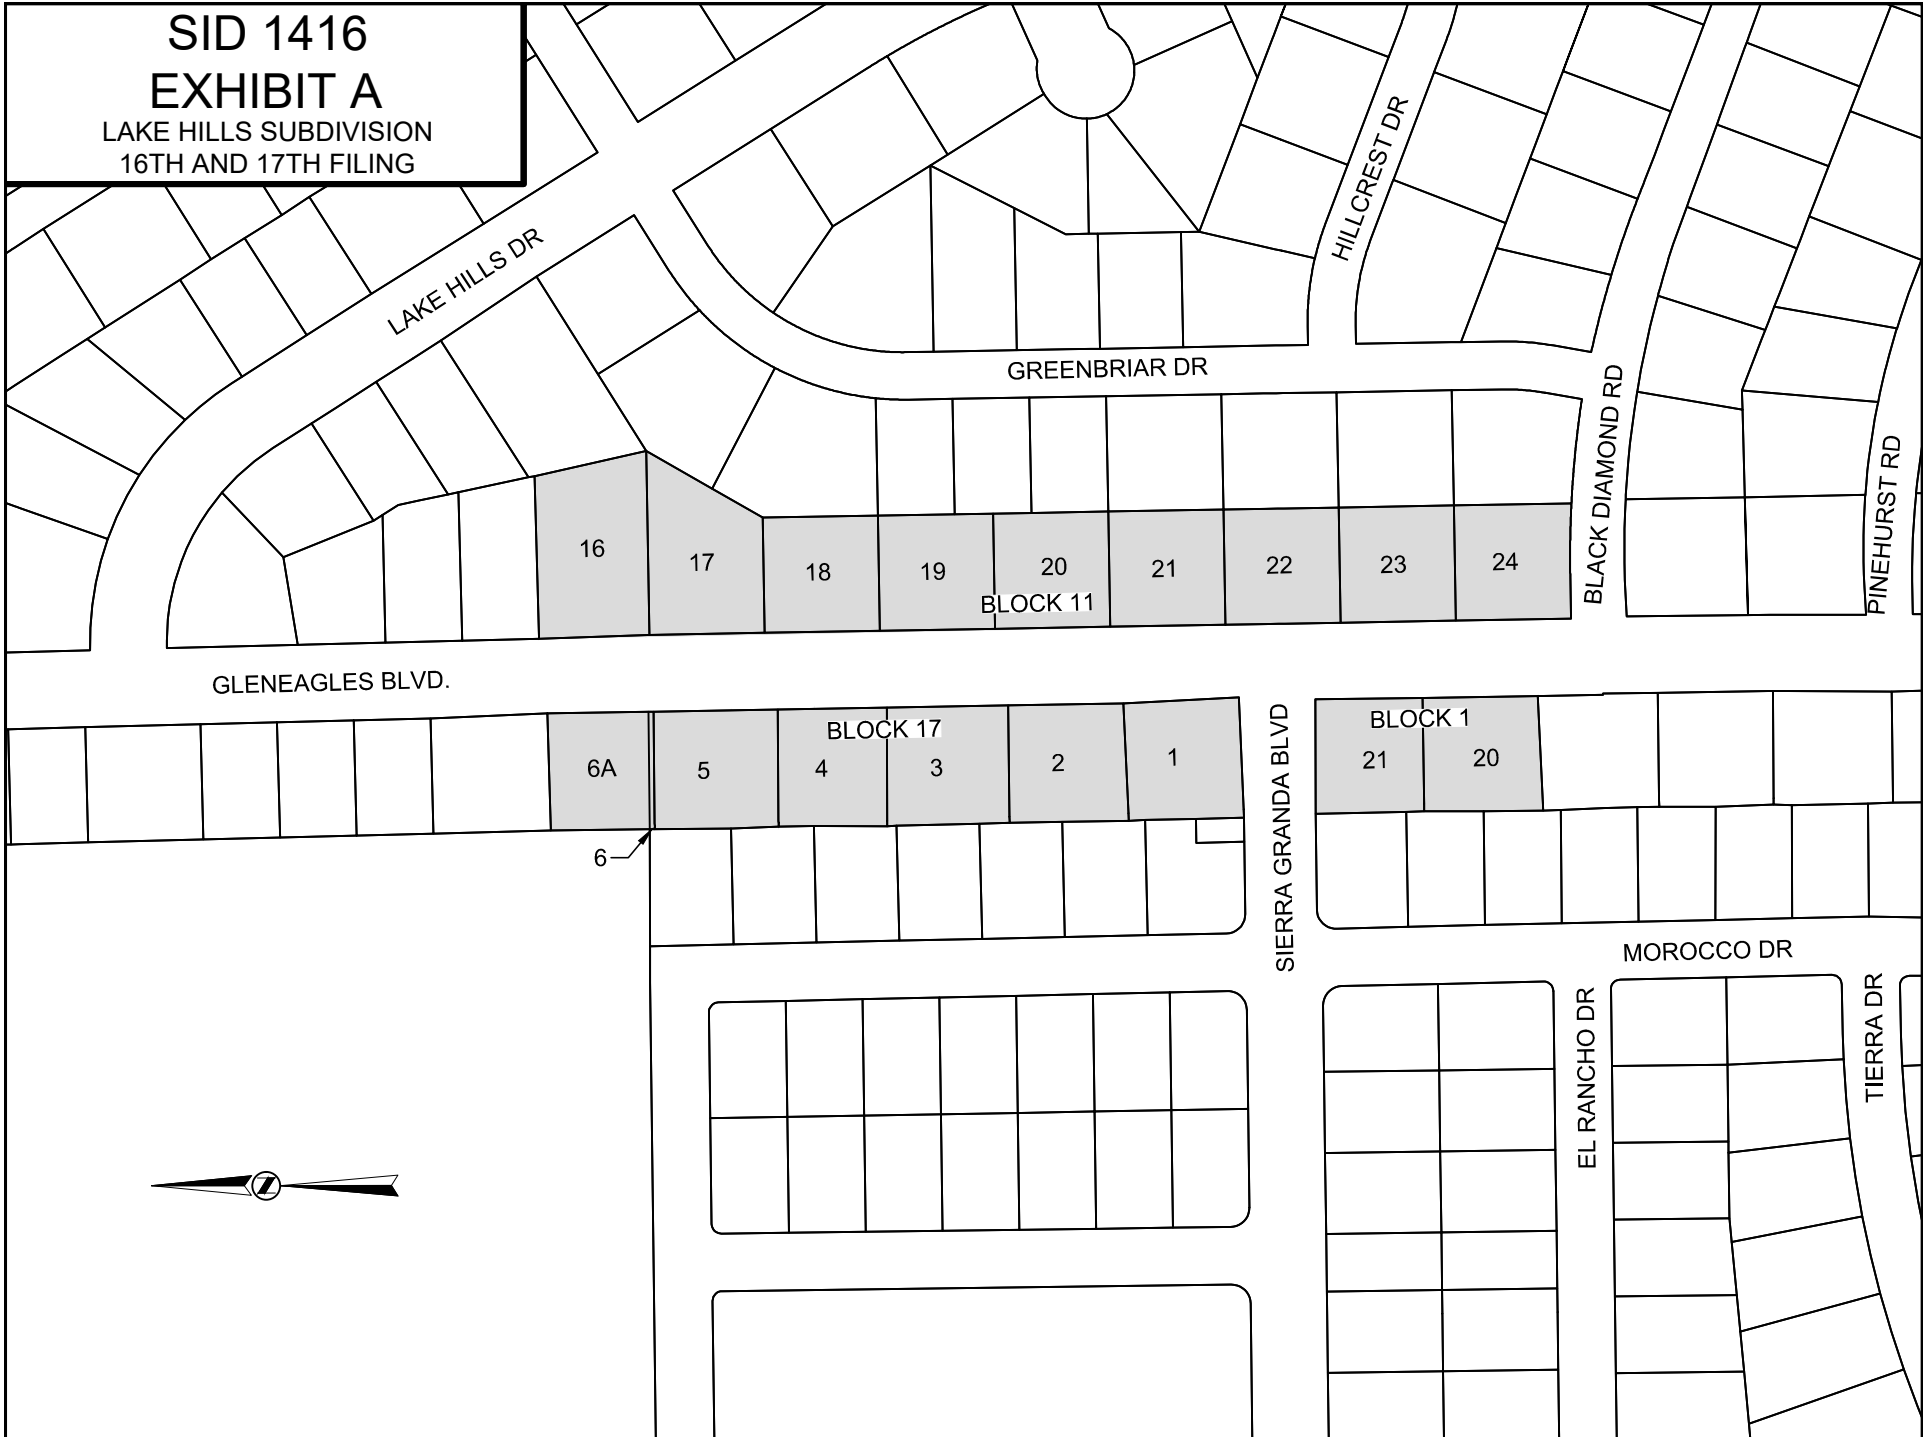 SID 1416
EXHIBIT A
LAKE HILLS SUBDIVISION
16TH AND 17TH FILING
LAKE HILLS DR
HILLCREST DR
GREENBRIAR DR
BLACK DIAMOND RD
PINEHURST RD
16
17
18
19
20
21
22
23
24
BLOCK 11
GLENEAGLES BLVD.
BLOCK 17
6A
5
4
3
2
1
6
SIERRA GRANDA BLVD
BLOCK 1
21
20
MOROCCO DR
EL RANCHO DR
TIERRA DR
Z